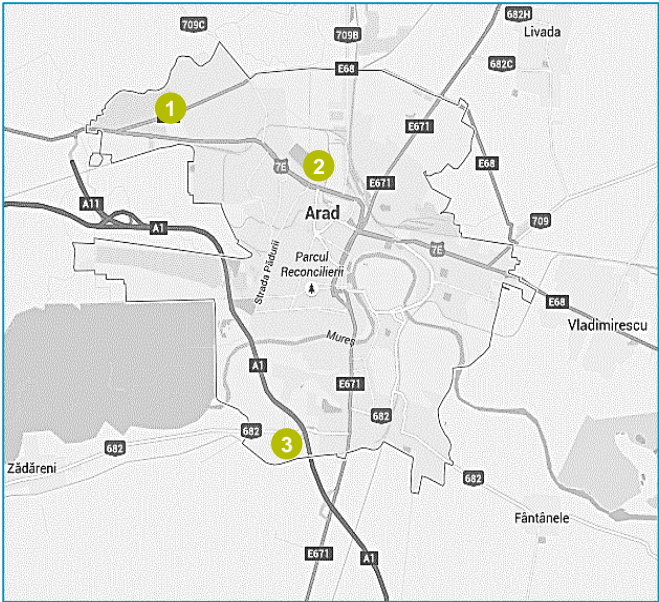 709C
709B
682H
Livada
682C
E68
1
E671
2
7E
E68
E671
A11
Arad
709
A1
7E
Strada Pădurii
Parcul
Reconcilierii
E68
Vladimirescu
Mureș
A1
E671
682
682
3
682
Zădăreni
682
Fântânele
E671
A1